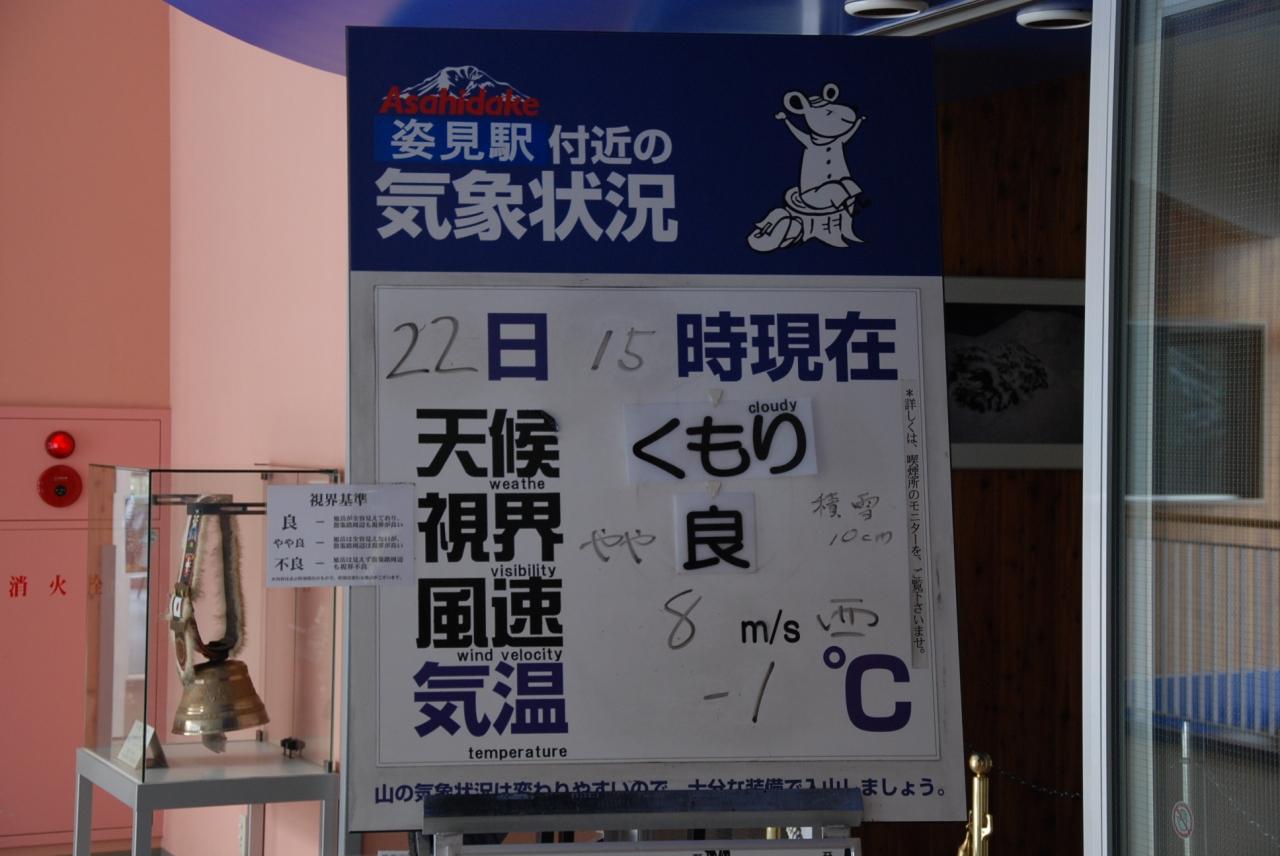 Asahidake
姿見駅 付近の
気象状況
22日 15 時現在
天候 くもり
weathe cloudy
視界 やや 良
visibility
積雪
10cm
風速 8 m/s 西
wind velocity
気温 -1 ℃
temperature
*詳しくは、喫煙所のモニターを、ご覧下さいませ。
山の気象状況は変わりやすいので、十分な装備で入山しましょう。
視界基準
良 ー
やや良 ー
不良 ー
消火栓